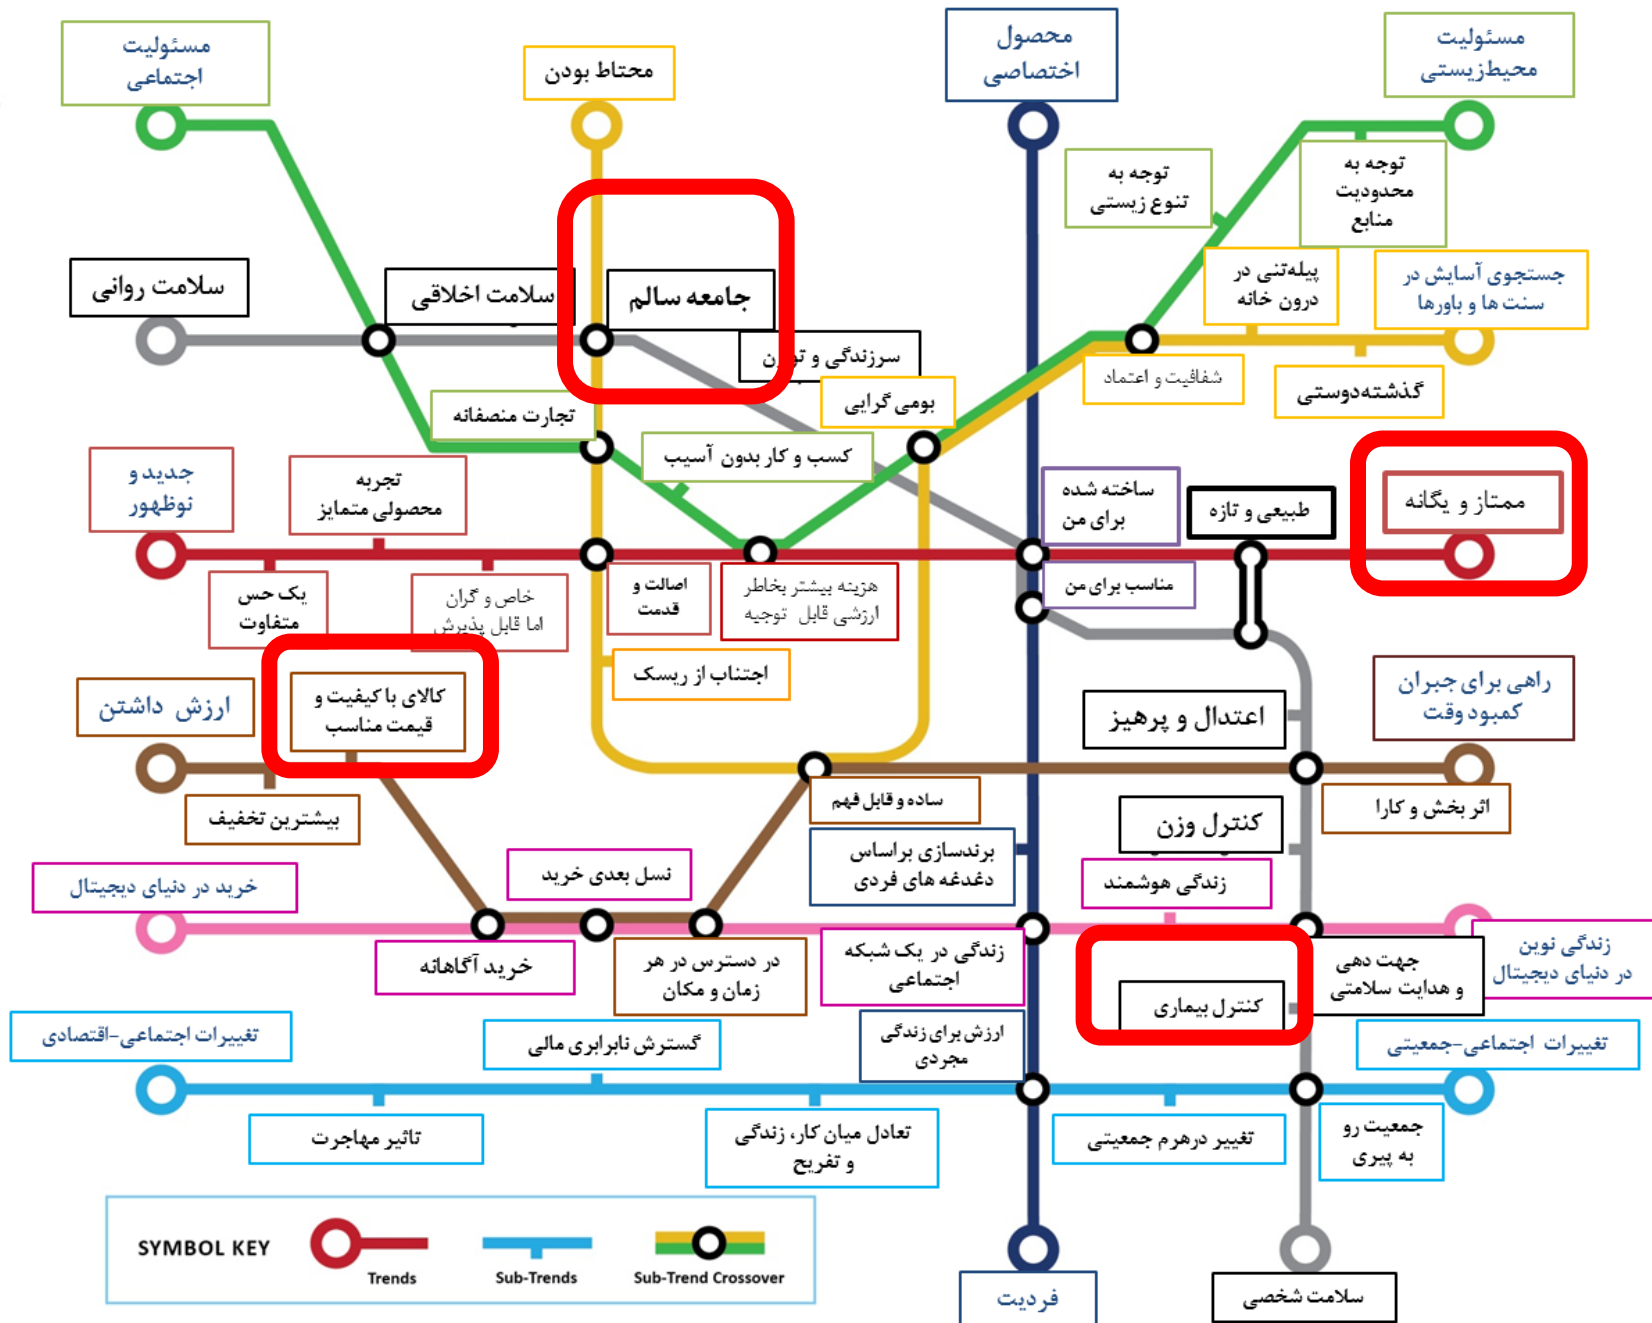 مسئولیت
اجتماعی
محتاط بودن
محصول
اختصاصی
مسئولیت
محیط‌زیستی
توجه به
تنوع زیستی
توجه به
محدودیت
منابع
سلامت روانی
سلامت اخلاقی
جامعه سالم
سرزندگی و
پیله‌تنی در
درون خانه
جستجوی آسایش در
سنت ها و باورها
شفافیت و اعتماد
گذشته‌دوستی
تجارت منصفانه
بومی گرایی
کسب و کار بدون آسیب
جدید و
نوظهور
تجربه
محصولی متمایز
ساخته شده
برای من
طبیعی و تازه
ممتاز و یگانه
یک حس
متفاوت
خاص و گران
اما قابل پذیرش
اصالت و
قدمت
هزینه بیشتر بخاطر
ارزشی قابل توجیه
مناسب برای من
اجتناب از ریسک
ارزش داشتن
کالای با کیفیت و
قیمت مناسب
اعتدال و پرهیز
راهی برای جبران
کمبود وقت
بیشترین تخفیف
ساده و قابل فهم
کنترل وزن
اثر بخش و کارا
برندسازی براساس
دغدغه های فردی
خرید در دنیای دیجیتال
نسل بعدی خرید
زندگی هوشمند
خرید آگاهانه
در دسترس در هر
زمان و مکان
زندگی در یک شبکه
اجتماعی
کنترل بیماری
جهت دهی
و هدایت سلامتی
زندگی نوین
در دنیای دیجیتال
تغییرات اجتماعی-اقتصادی
گسترش نابرابری مالی
ارزش برای زندگی
مجردی
تغییرات اجتماعی-جمعیتی
تاثیر مهاجرت
تعادل میان کار، زندگی
و تفریح
تغییر درهرم جمعیتی
جمعیت رو
به پیری
SYMBOL KEY
Trends
Sub-Trends
Sub-Trend Crossover
فردیت
سلامت شخصی